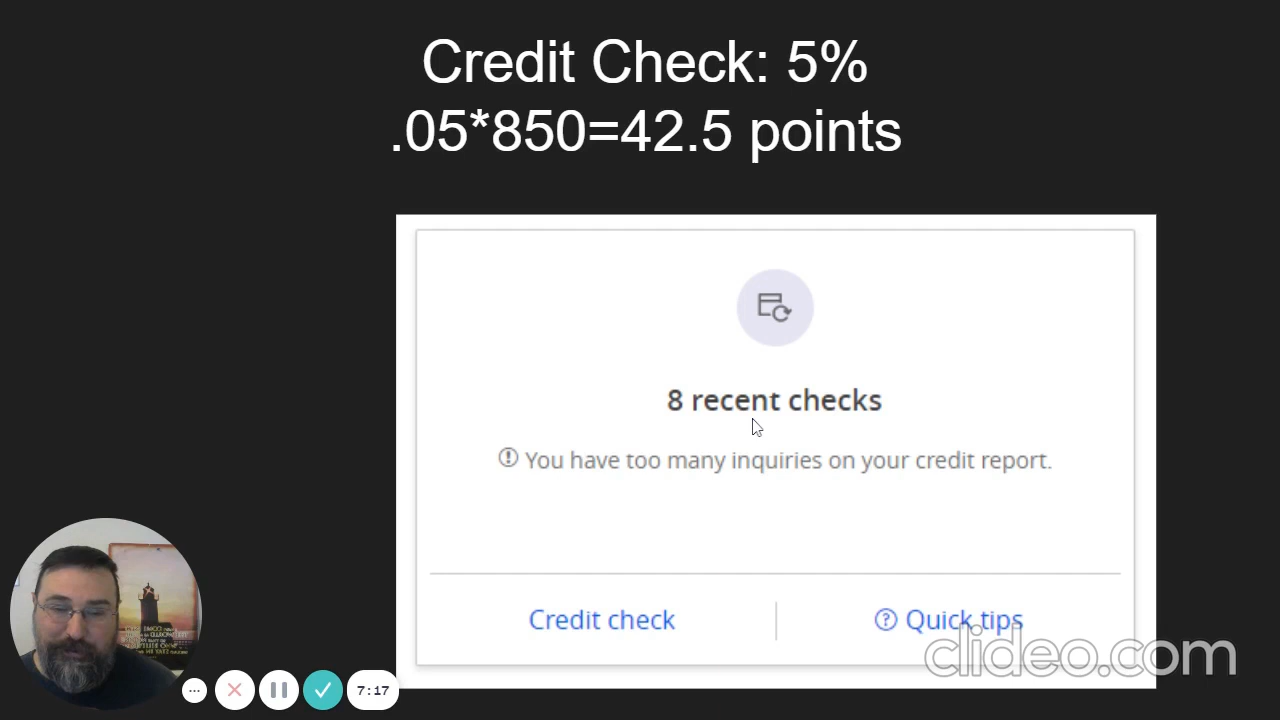 Credit Check: 5%
.05*850=42.5 points
8 recent checks
You have too many inquiries on your credit report.
Credit check
Quick tips
clideo.com
7:17